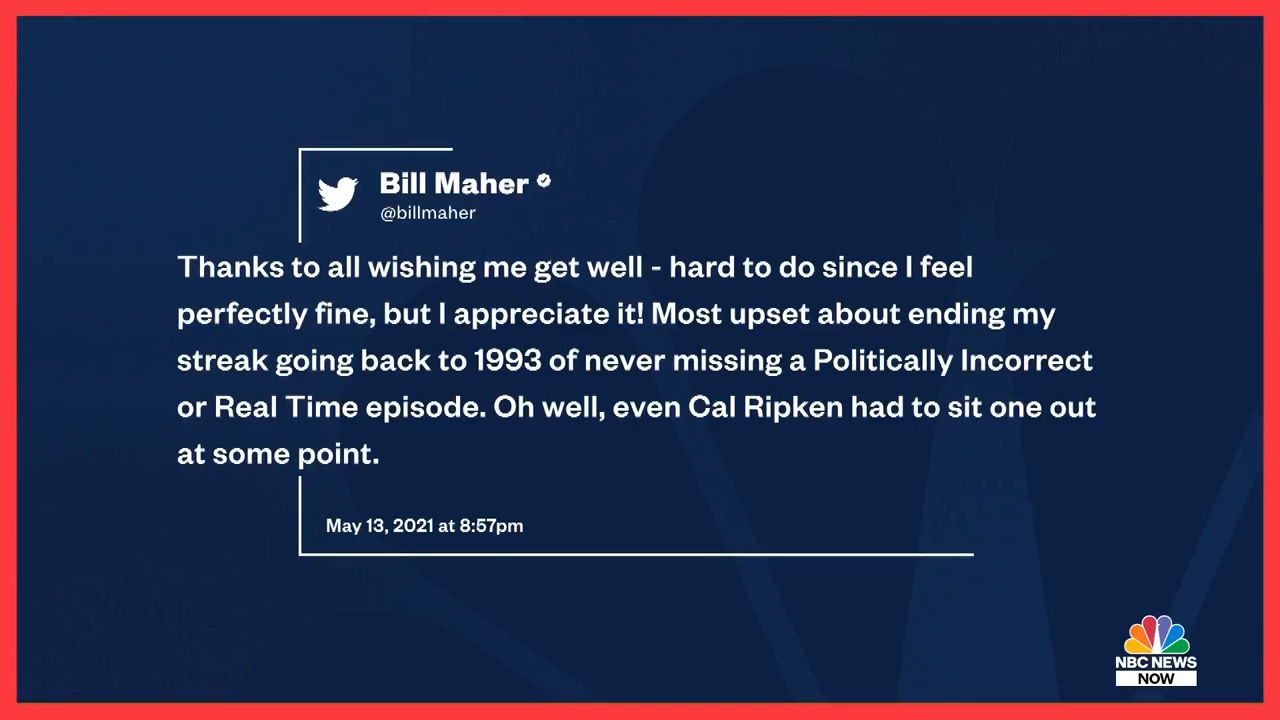 Bill Maher
@billmaher
Thanks to all wishing me get well - hard to do since I feel
perfectly fine, but I appreciate it! Most upset about ending my
streak going back to 1993 of never missing a Politically Incorrect
or Real Time episode. Oh well, even Cal Ripken had to sit one out
at some point.
May 13, 2021 at 8:57pm
NBC NEWS
NOW